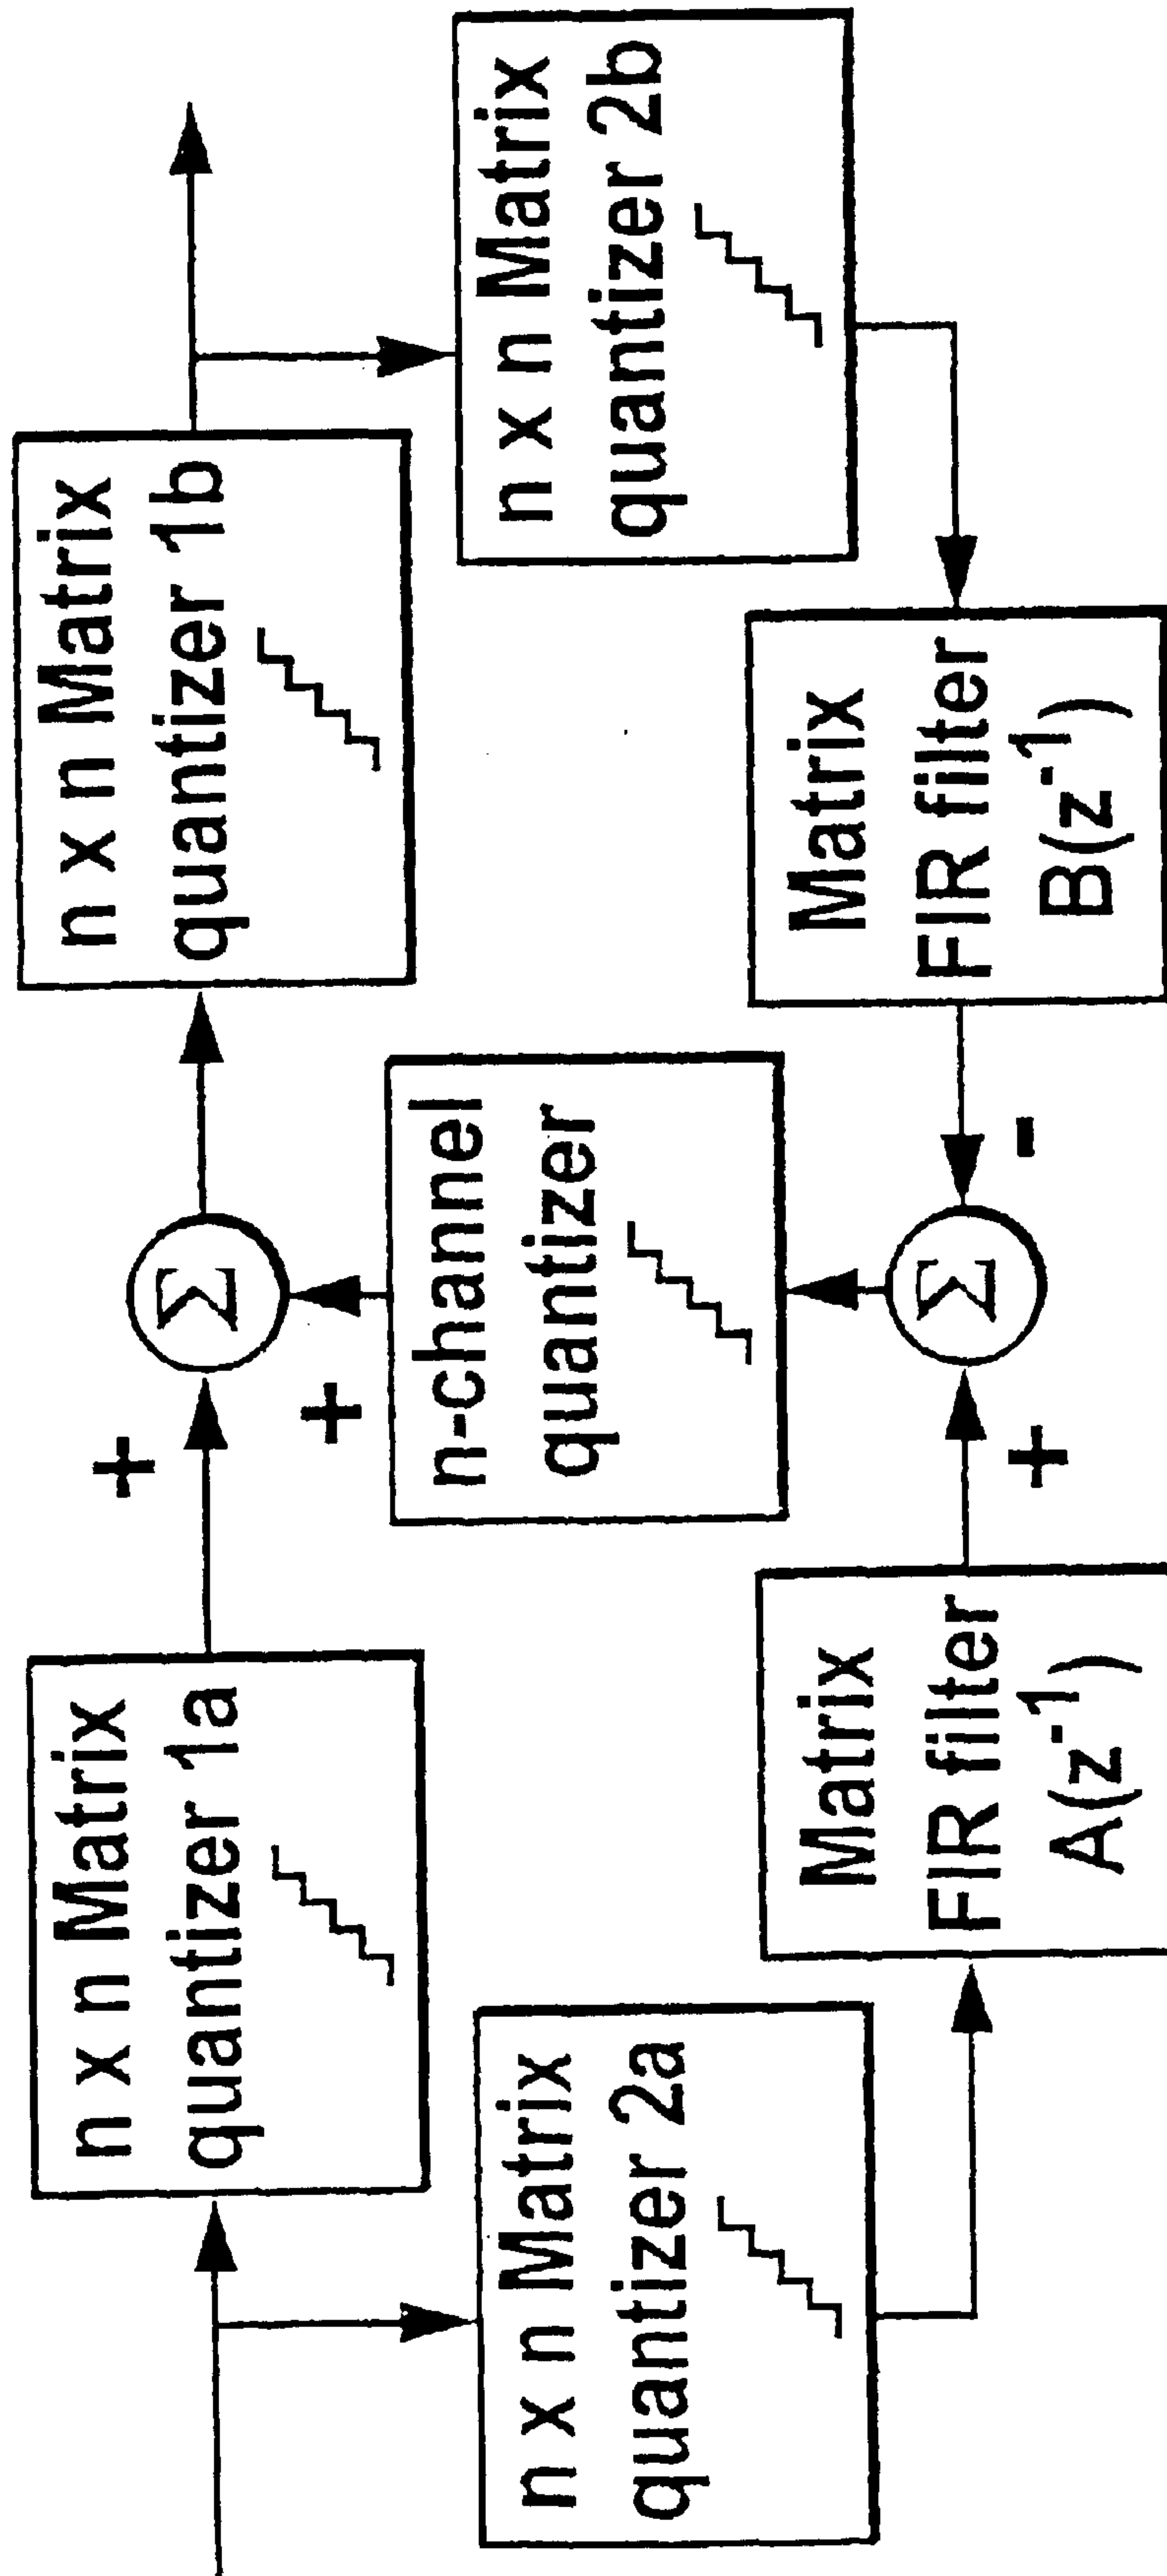 n x n Matrix
quantizer 1a
+
Σ
+
n x n Matrix
quantizer 1b
n x n Matrix
quantizer 2a
n-channel
quantizer
n x n Matrix
quantizer 2b
Matrix
FIR filter
A(z⁻¹)
+
Σ
-
Matrix
FIR filter
B(z⁻¹)